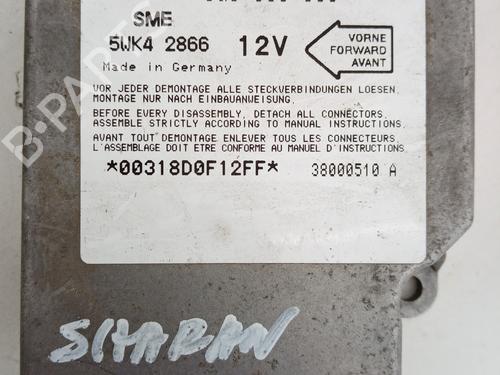 SME
5WK4 2866 12V
VORNE
FORWARD
AVANT
Made in Germany
VOR JEDER DEMONTAGE ALLE STECKVERBINDUNGEN LOESEN.
MONTAGE NUR NACH EINBAUANWEISUNG.
BEFORE EVERY DISASSEMBLY, DETACH ALL CONNECTORS.
ASSEMBLE STRICTLY ACCORDING TO MANUAL INSTRUCTIONS.
AVANT TOUT DEMONTAGE ENLEVER TOUS LES CONNECTEURS.
L'ASSEMBLAGE DOIT ETRE CONFORME AU MANUEL D'INSTRUCTIONS.
*00318D0F12FF* 38000510 A
SHARAN
B-PARTS